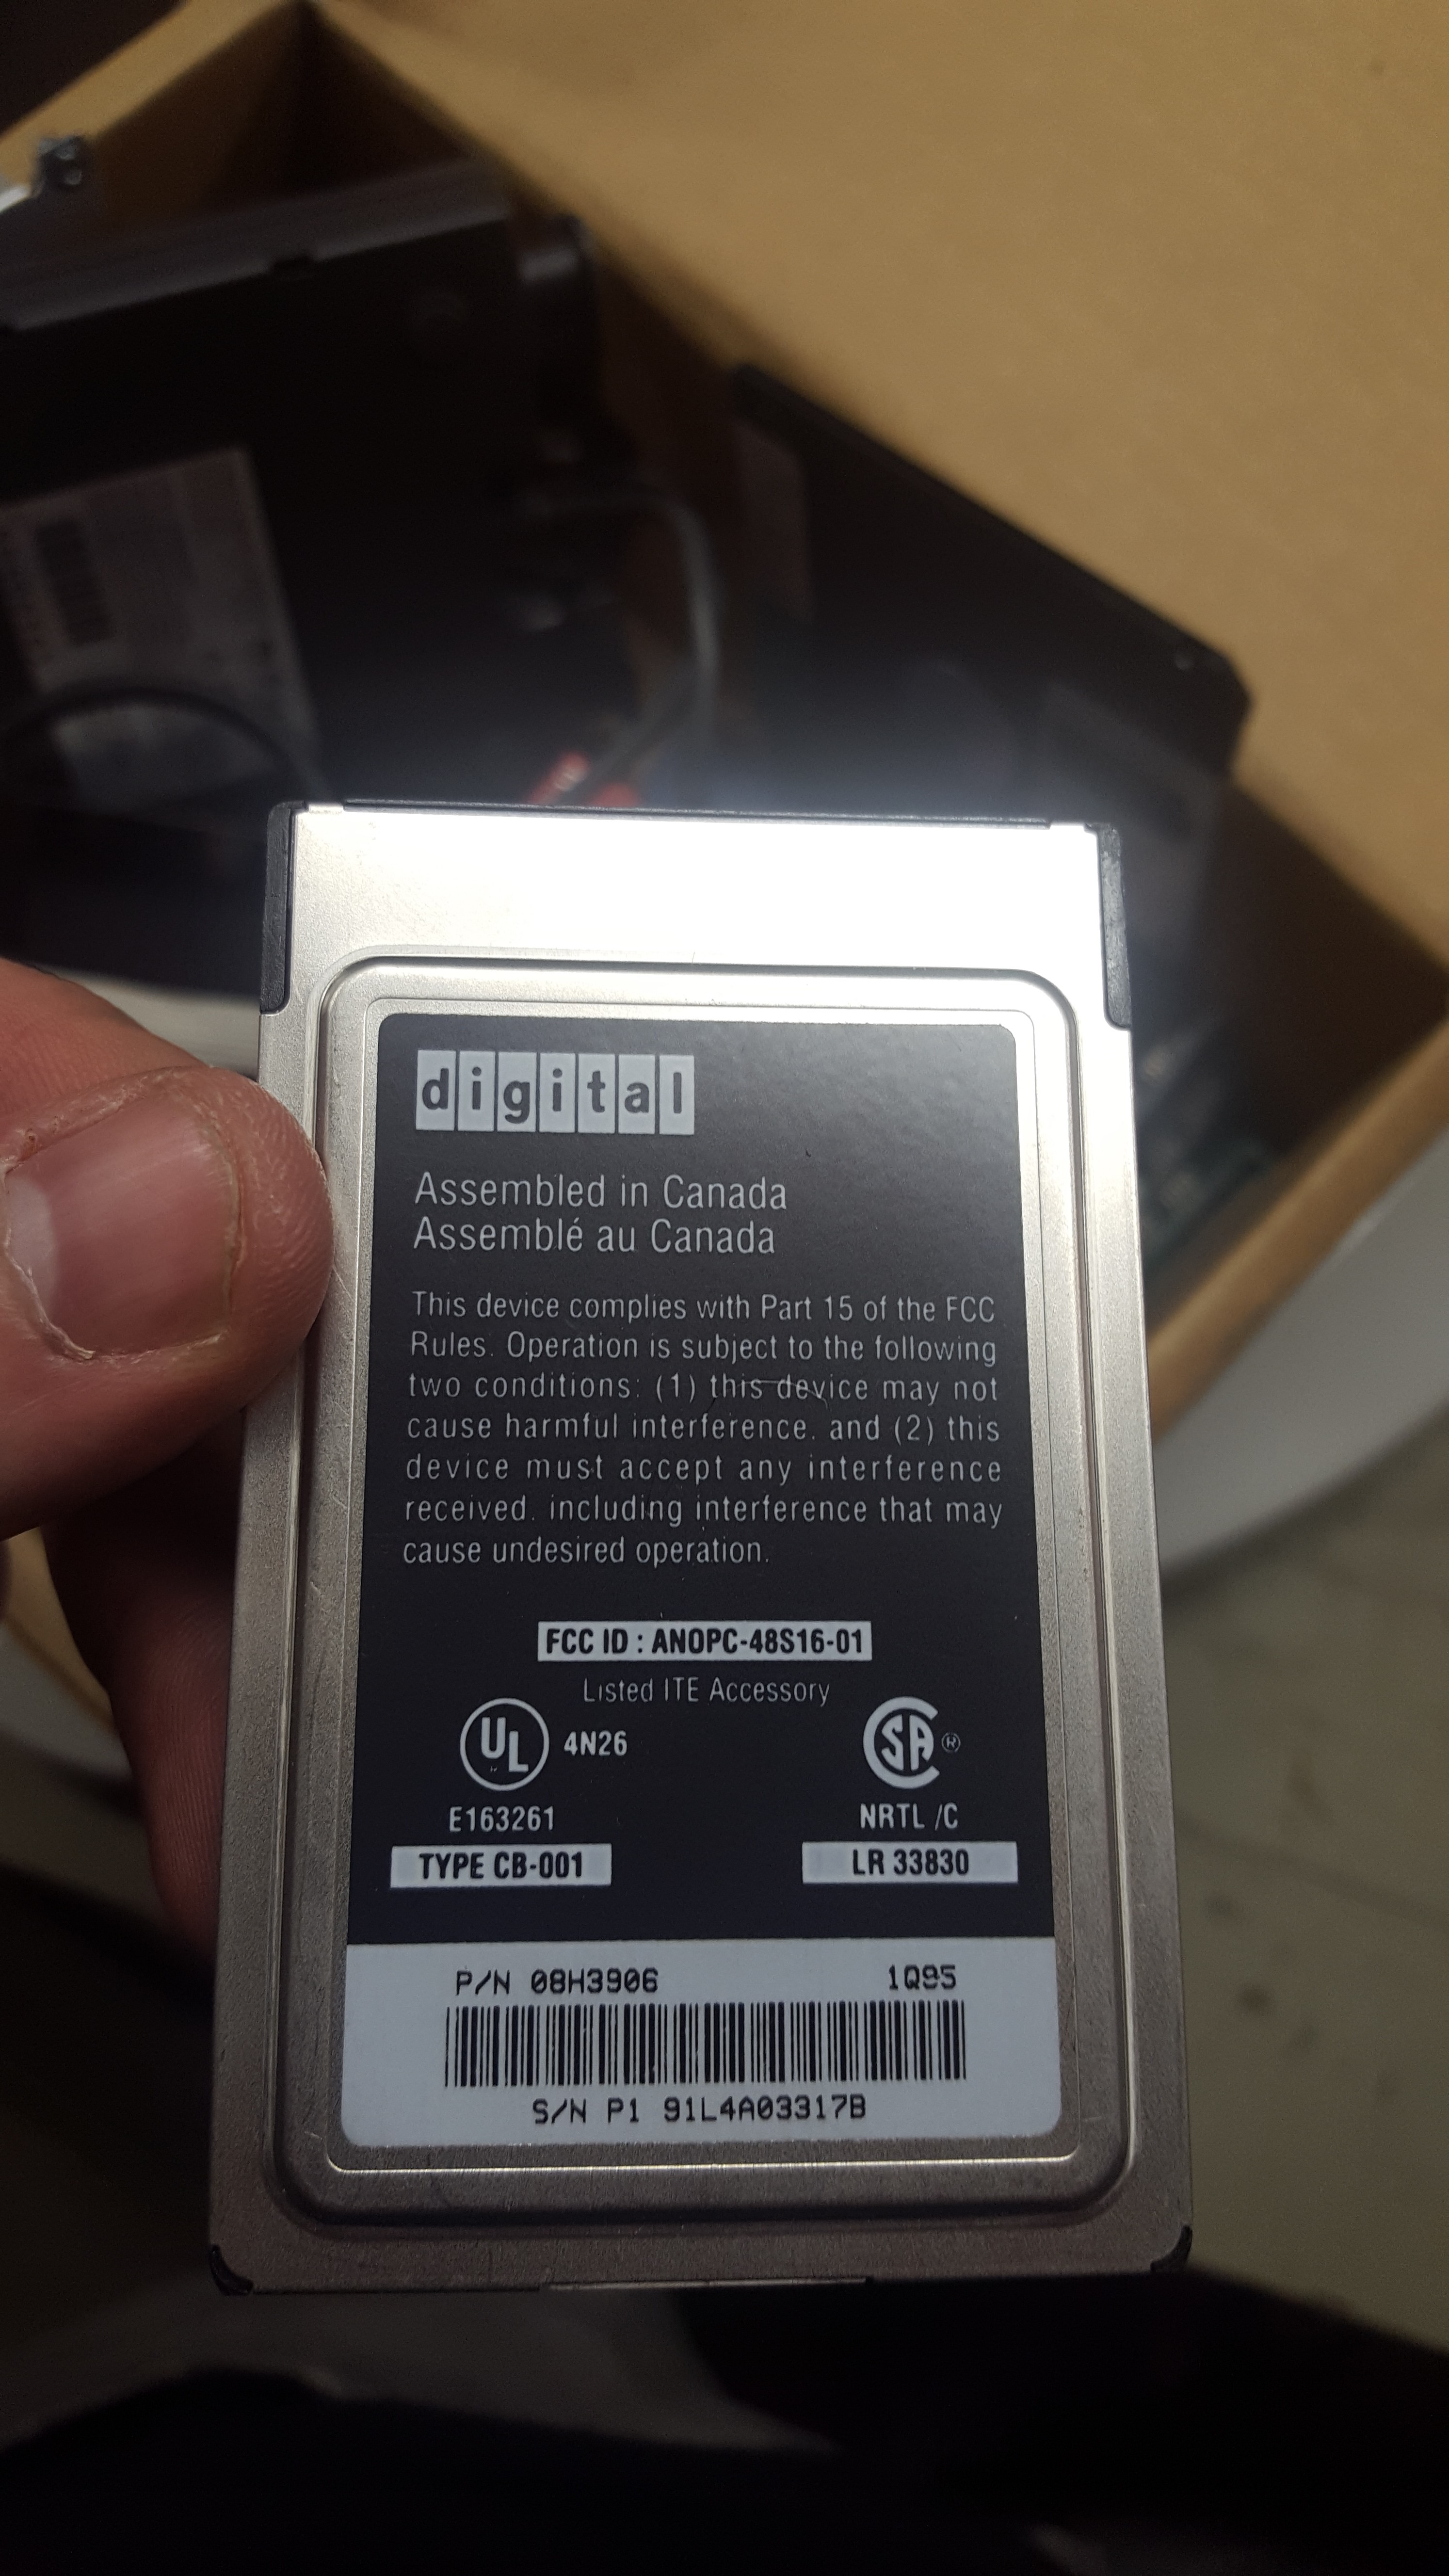 digital
Assembled in Canada
Assemblé au Canada
This device complies with Part 15 of the FCC
Rules. Operation is subject to the following
two conditions: (1) this device may not
cause harmful interference. and (2) this
device must accept any interference
received. including interference that may
cause undesired operation.
FCC ID : ANOPC-48S16-01
Listed ITE Accessory
UL 4N26 SA ®
E163261 NRTL /C
TYPE CB-001 LR 33830
P/N 08H3906 1Q95
S/N P1 91L4A03317B